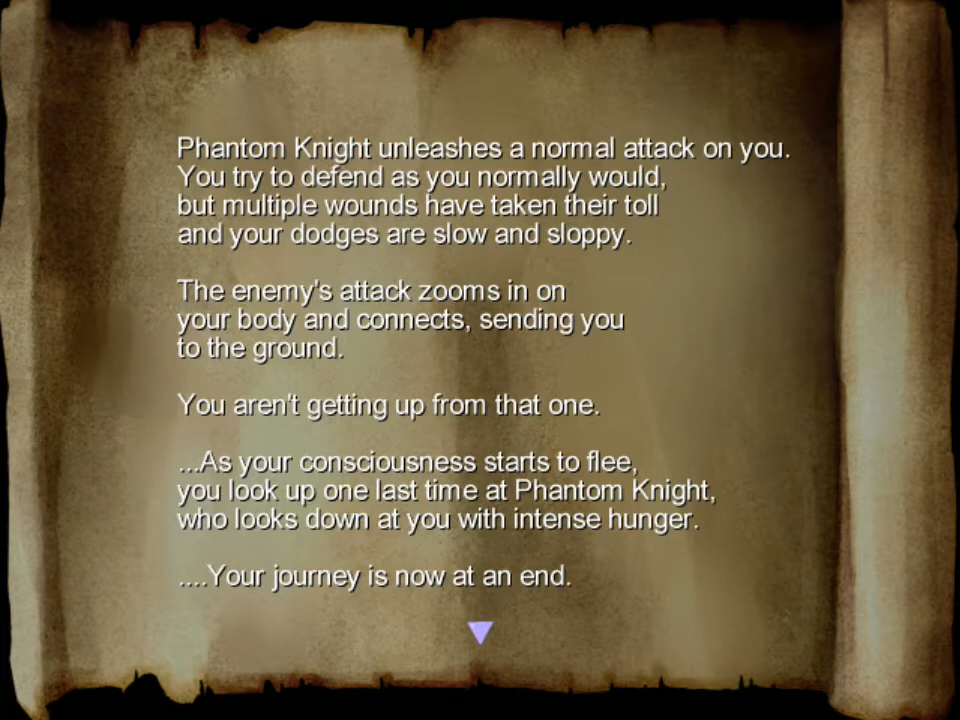 Phantom Knight unleashes a normal attack on you.
You try to defend as you normally would,
but multiple wounds have taken their toll
and your dodges are slow and sloppy.
The enemy's attack zooms in on
your body and connects, sending you
to the ground.
You aren't getting up from that one.
...As your consciousness starts to flee,
you look up one last time at Phantom Knight,
who looks down at you with intense hunger.
....Your journey is now at an end.